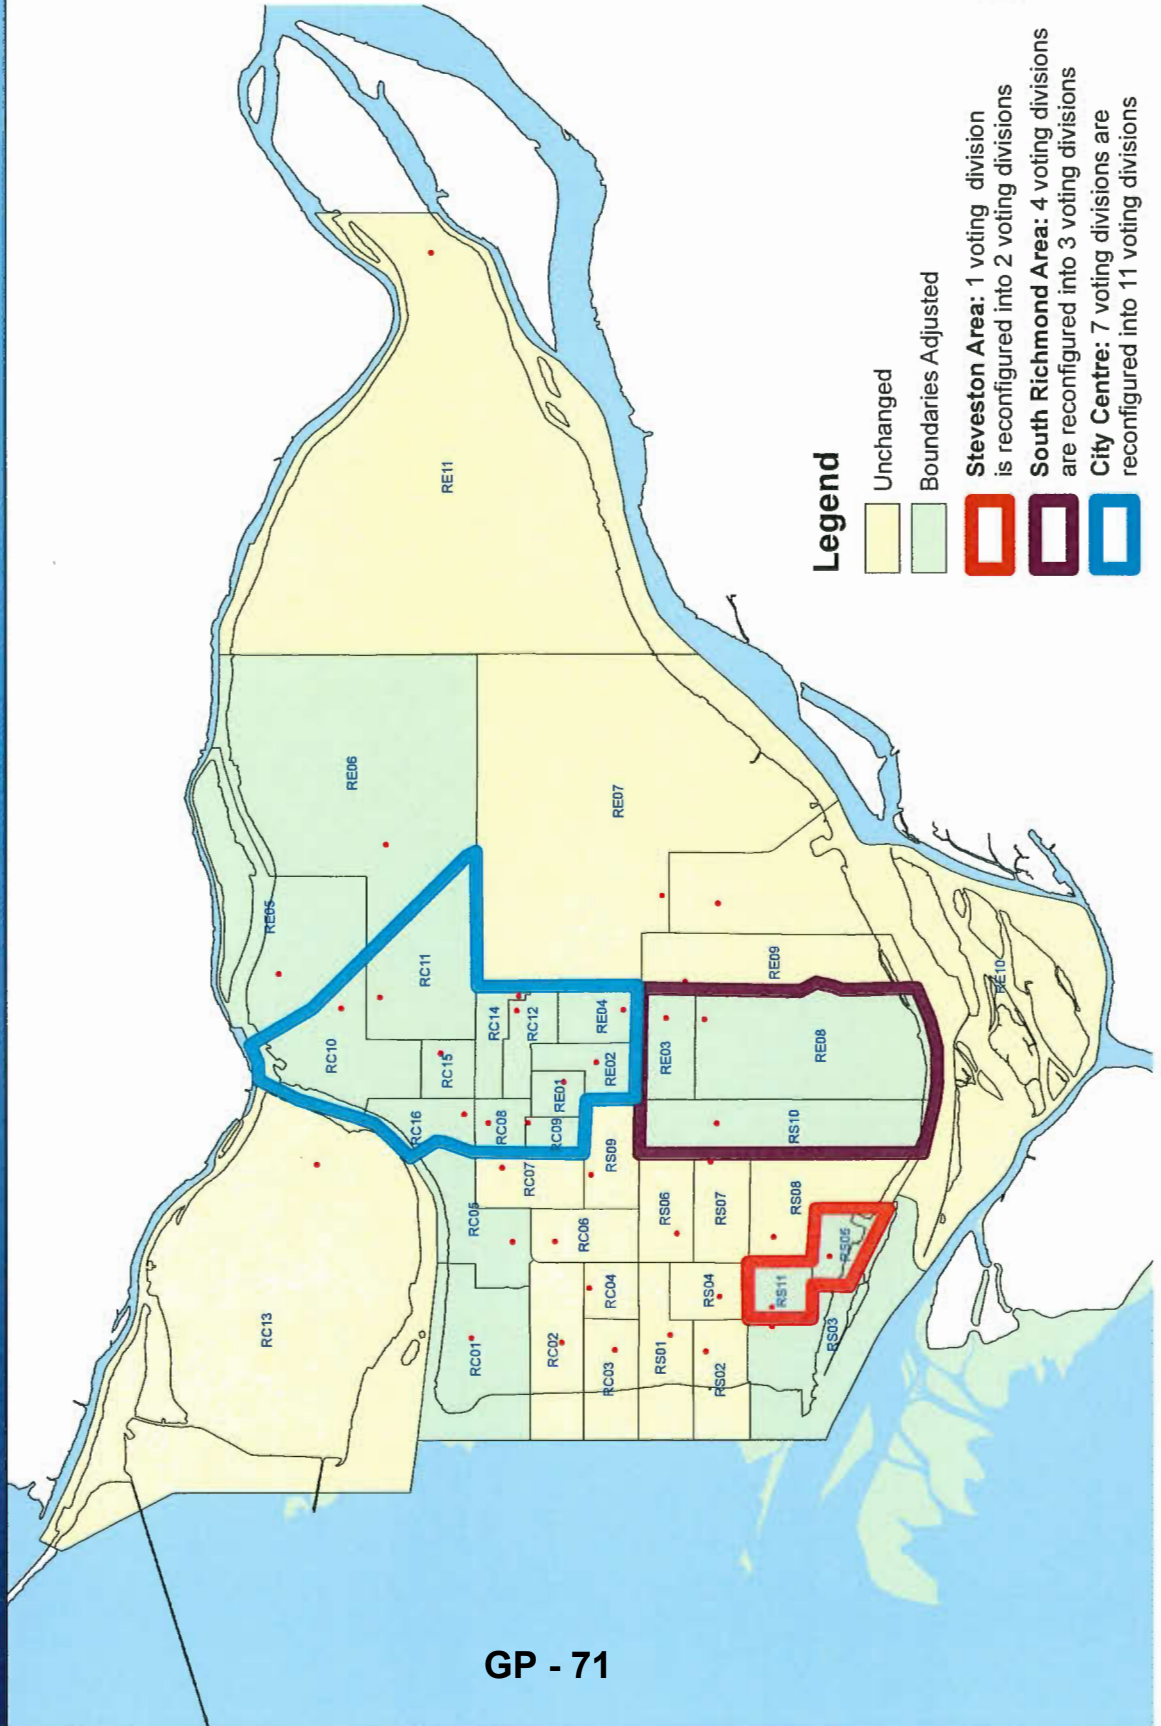 RC13
RC10
RE05
RE06
RE11
RC11
RC15
RC16
RC05
RC01
RC14
RC12
RC08
RC07
RE01
RC09
RE02
RE04
RC06
RC02
RC04
RC03
RS09
RE07
RE03
RS06
RS01
RS04
RS07
RS02
RE09
RE08
RS10
RS08
RS11
RS05
RS03
RE10
Legend
Unchanged
Boundaries Adjusted
Steveston Area: 1 voting division
is reconfigured into 2 voting divisions
South Richmond Area: 4 voting divisions
are reconfigured into 3 voting divisions
City Centre: 7 voting divisions are
reconfigured into 11 voting divisions
GP - 71